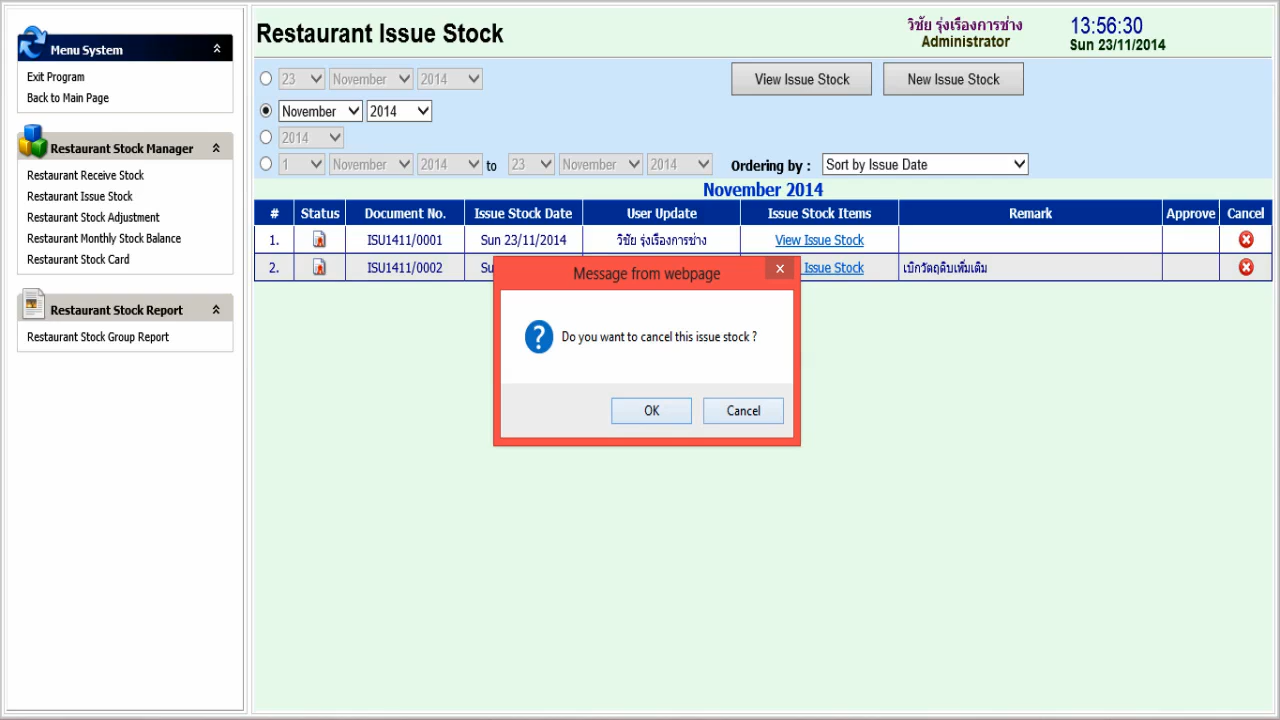 Menu System
Exit Program
Back to Main Page
Restaurant Stock Manager
Restaurant Receive Stock
Restaurant Issue Stock
Restaurant Stock Adjustment
Restaurant Monthly Stock Balance
Restaurant Stock Card
Restaurant Stock Report
Restaurant Stock Group Report
Restaurant Issue Stock
วิชัย รุ่งเรืองการช่าง
Administrator
13:56:30
Sun 23/11/2014
23 November 2014
View Issue Stock New Issue Stock
November 2014
2014
1 November 2014 to 23 November 2014 Ordering by : Sort by Issue Date
November 2014
# Status Document No. Issue Stock Date User Update Issue Stock Items Remark Approve Cancel
1. ISU1411/0001 Sun 23/11/2014 วิชัย รุ่งเรืองการช่าง View Issue Stock
2. ISU1411/0002 Su Issue Stock เบิกวัตถุดิบเพิ่มเติม
Message from webpage
Do you want to cancel this issue stock ?
OK Cancel